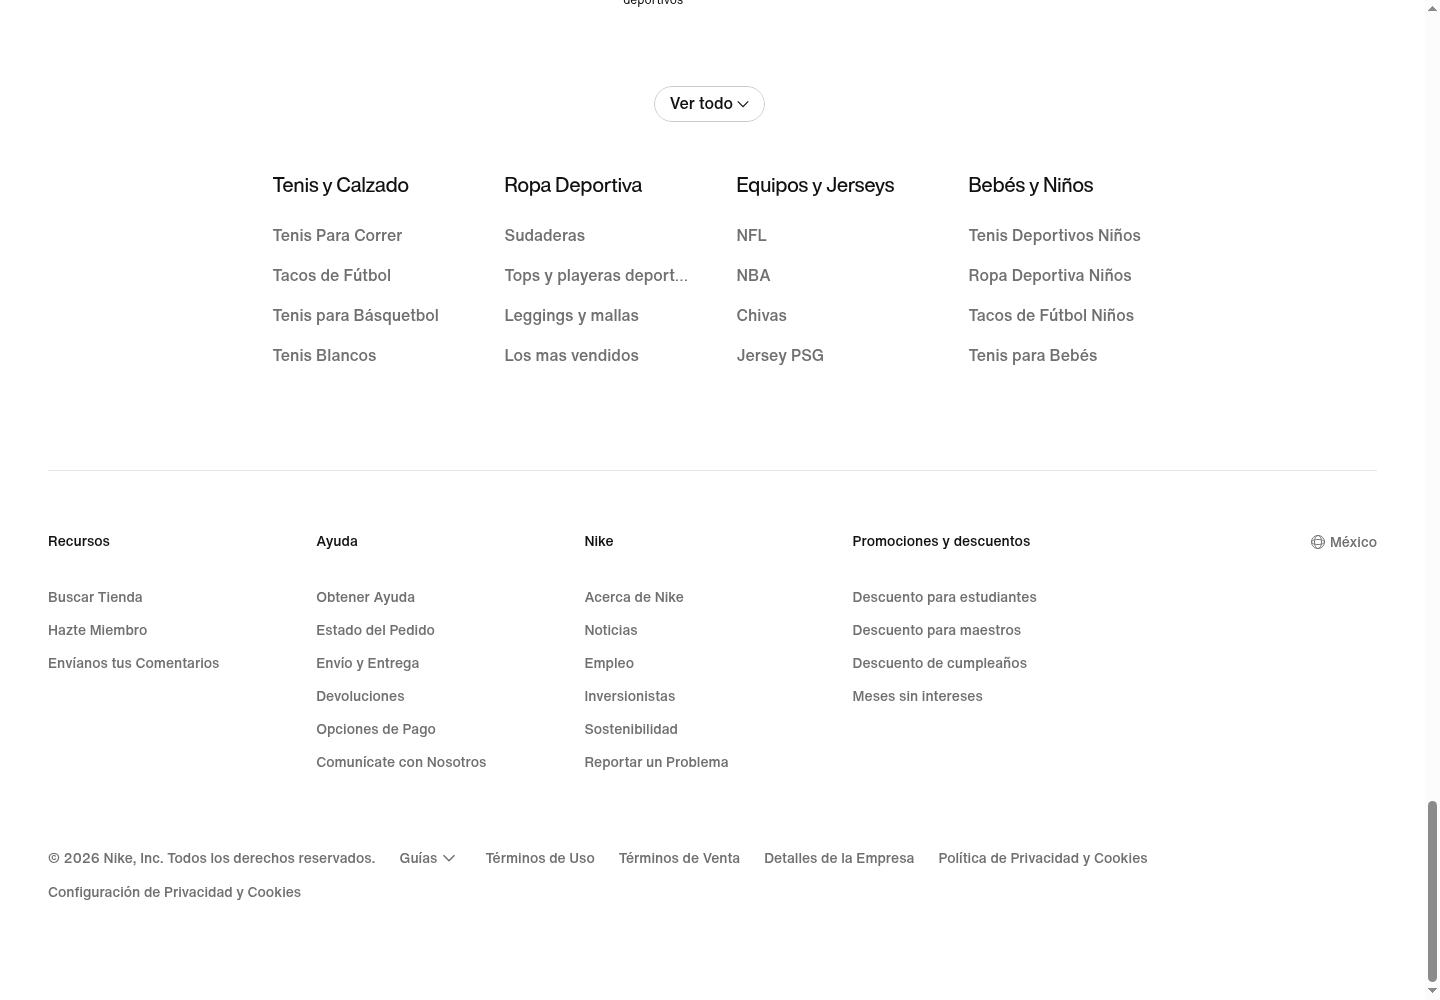 deportivos
Ver todo
Tenis y Calzado
Tenis Para Correr
Tacos de Fútbol
Tenis para Básquetbol
Tenis Blancos
Ropa Deportiva
Sudaderas
Tops y playeras deport...
Leggings y mallas
Los mas vendidos
Equipos y Jerseys
NFL
NBA
Chivas
Jersey PSG
Bebés y Niños
Tenis Deportivos Niños
Ropa Deportiva Niños
Tacos de Fútbol Niños
Tenis para Bebés
Recursos
Buscar Tienda
Hazte Miembro
Envíanos tus Comentarios
Ayuda
Obtener Ayuda
Estado del Pedido
Envío y Entrega
Devoluciones
Opciones de Pago
Comunícate con Nosotros
Nike
Acerca de Nike
Noticias
Empleo
Inversionistas
Sostenibilidad
Reportar un Problema
Promociones y descuentos
Descuento para estudiantes
Descuento para maestros
Descuento de cumpleaños
Meses sin intereses
México
© 2026 Nike, Inc. Todos los derechos reservados. Guías Términos de Uso Términos de Venta Detalles de la Empresa Política de Privacidad y Cookies
Configuración de Privacidad y Cookies